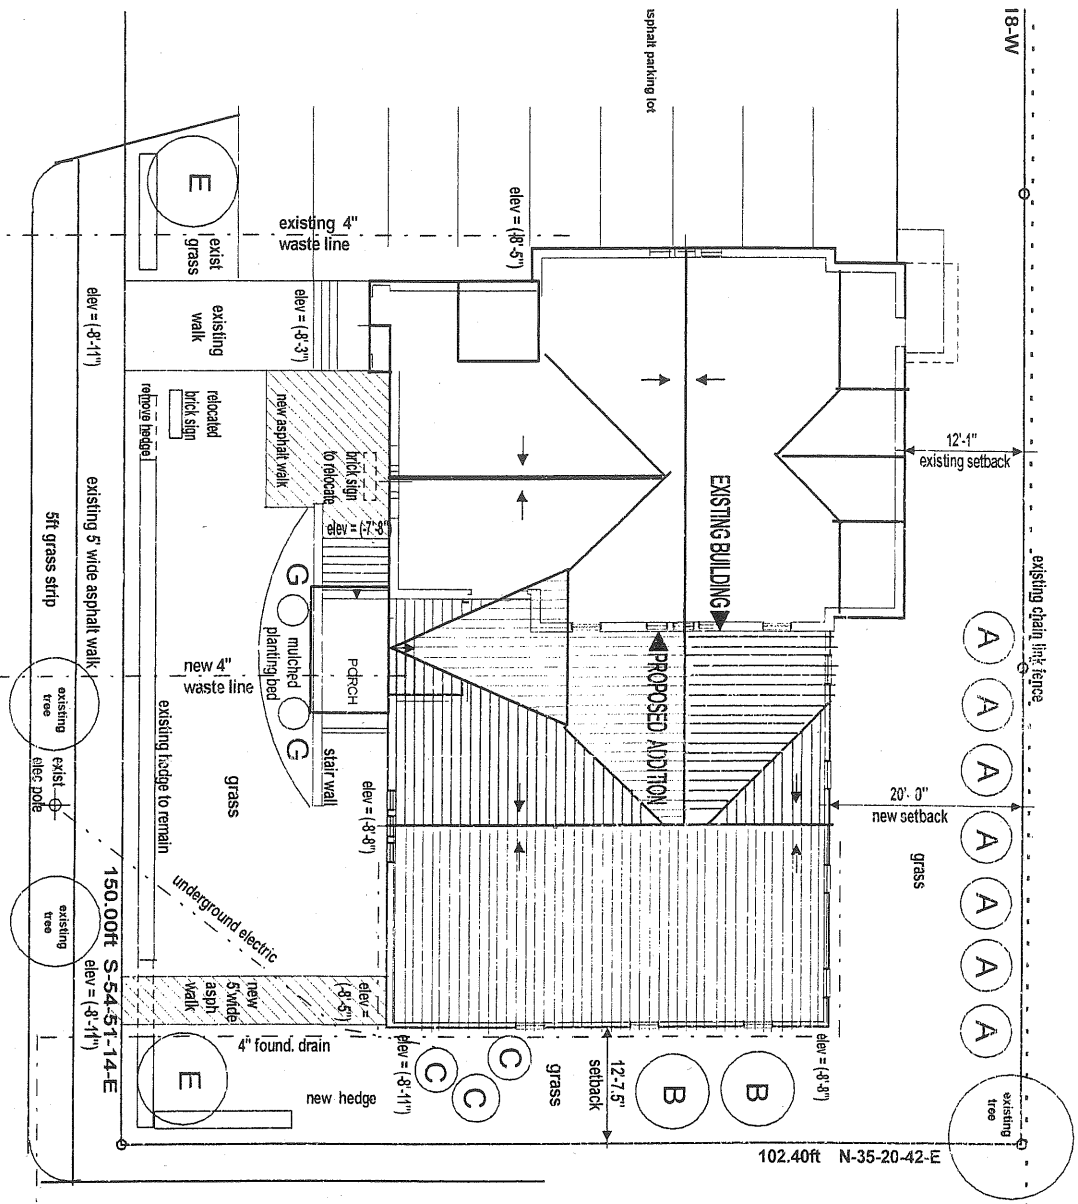 asphalt parking lot
18-W
E
existing 4"
waste line
exist
grass
elev = (-8'-5")
elev = (-8'-11")
existing
walk
elev = (-8'-3")
remove hedge
relocated
brick sign
new asphalt walk
brick sign
to relocate
elev = (-7'-8")
12'-1"
existing setback
EXISTING BUILDING
PROPOSED ADDITION
existing chain link fence
existing 5' wide asphalt walk
5ft grass strip
G
mulched
planting bed
G
PORCH
stair wall
new 4"
waste line
existing
tree
exist
elec pole
existing hedge to remain
grass
elev = (-8'-8")
20'- 0"
new setback
grass
A
A
A
A
A
A
A
underground electric
existing
tree
150.00ft S-54-51-14-E
elev = (-8'-11")
new
5'wide
asph
walk
elev =
(-8'-5")
4" found. drain
E
new hedge
elev = (-8'-11")
C
C
C
grass
12'-7.5"
setback
B
B
elev = (-8'-8")
existing
tree
102.40ft N-35-20-42-E